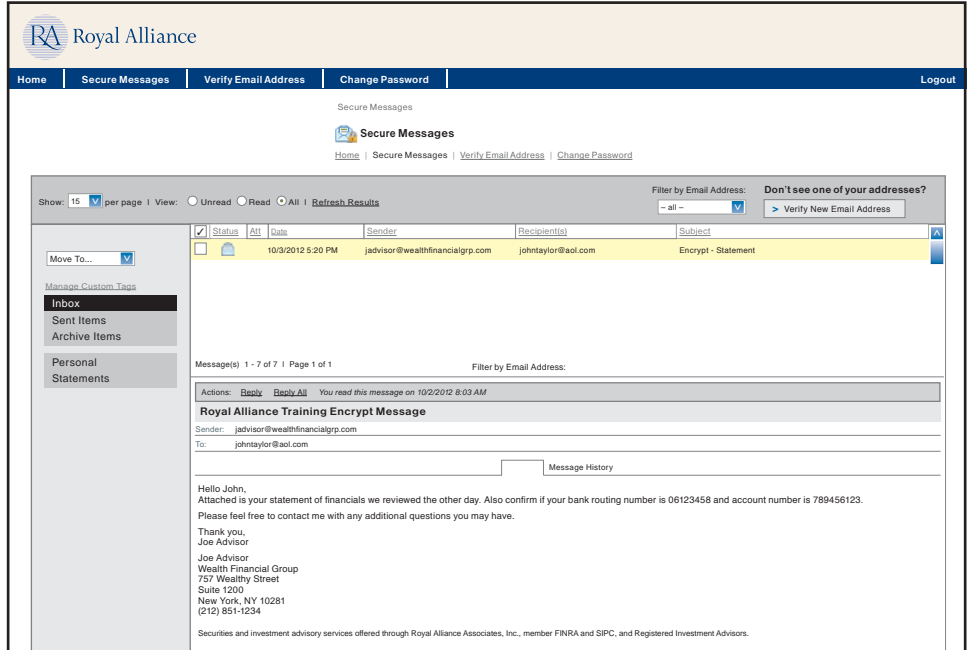 RA Royal Alliance
Home Secure Messages Verify Email Address Change Password Logout
Secure Messages
Secure Messages
Home | Secure Messages | Verify Email Address | Change Password
Filter by Email Address: Don't see one of your addresses?
Show: 15 per page | View: Unread Read All | Refresh Results
– all – > Verify New Email Address
Status Att Date Sender Recipient(s) Subject
10/3/2012 5:20 PM jadvisor@wealthfinancialgrp.com johntaylor@aol.com Encrypt - Statement
Move To...
Manage Custom Tags
Inbox
Sent Items
Archive Items
Personal
Statements
Message(s) 1 - 7 of 7 | Page 1 of 1 Filter by Email Address:
Actions: Reply Reply All You read this message on 10/2/2012 8:03 AM
Royal Alliance Training Encrypt Message
Sender: jadvisor@wealthfinancialgrp.com
To: johntaylor@aol.com
Message History
Hello John,
Attached is your statement of financials we reviewed the other day. Also confirm if your bank routing number is 06123458 and account number is 789456123.
Please feel free to contact me with any additional questions you may have.
Thank you,
Joe Advisor
Joe Advisor
Wealth Financial Group
757 Wealthy Street
Suite 1200
New York, NY 10281
(212) 851-1234
Securities and investment advisory services offered through Royal Alliance Associates, Inc., member FINRA and SIPC, and Registered Investment Advisors.